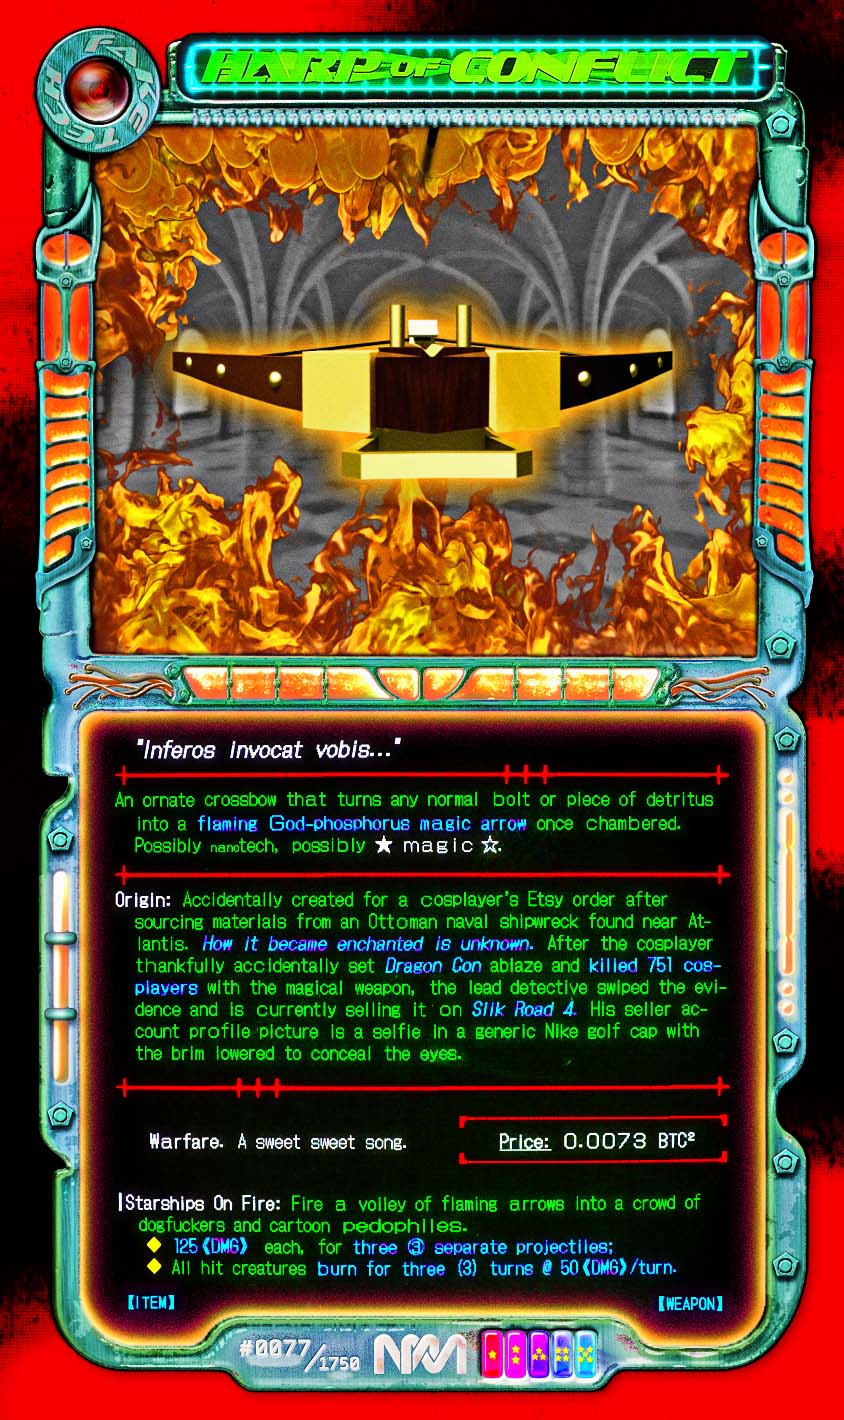 FAKE TECH
HARP OF CONFLICT
"Inferos invocat vobis..."
An ornate crossbow that turns any normal bolt or piece of detritus
into a flaming God-phosphorus magic arrow once chambered.
Possibly nanotech, possibly ★ magic ☆.
Origin: Accidentally created for a cosplayer's Etsy order after
sourcing materials from an Ottoman naval shipwreck found near At-
lantis. How it became enchanted is unknown. After the cosplayer
thankfully accidentally set Dragon Con ablaze and killed 751 cos-
players with the magical weapon, the lead detective swiped the evi-
dence and is currently selling it on Silk Road 4. His seller ac-
count profile picture is a selfie in a generic Nike golf cap with
the brim lowered to conceal the eyes.
Warfare. A sweet sweet song.
Price: 0.0073 BTC²
Starships On Fire: Fire a volley of flaming arrows into a crowd of
dogfuckers and cartoon pedophiles.
◆ 125《DMG》 each, for three ③ separate projectiles;
◆ All hit creatures burn for three (3) turns @ 50《DMG》/turn.
【ITEM】
【WEAPON】
#0077/1750